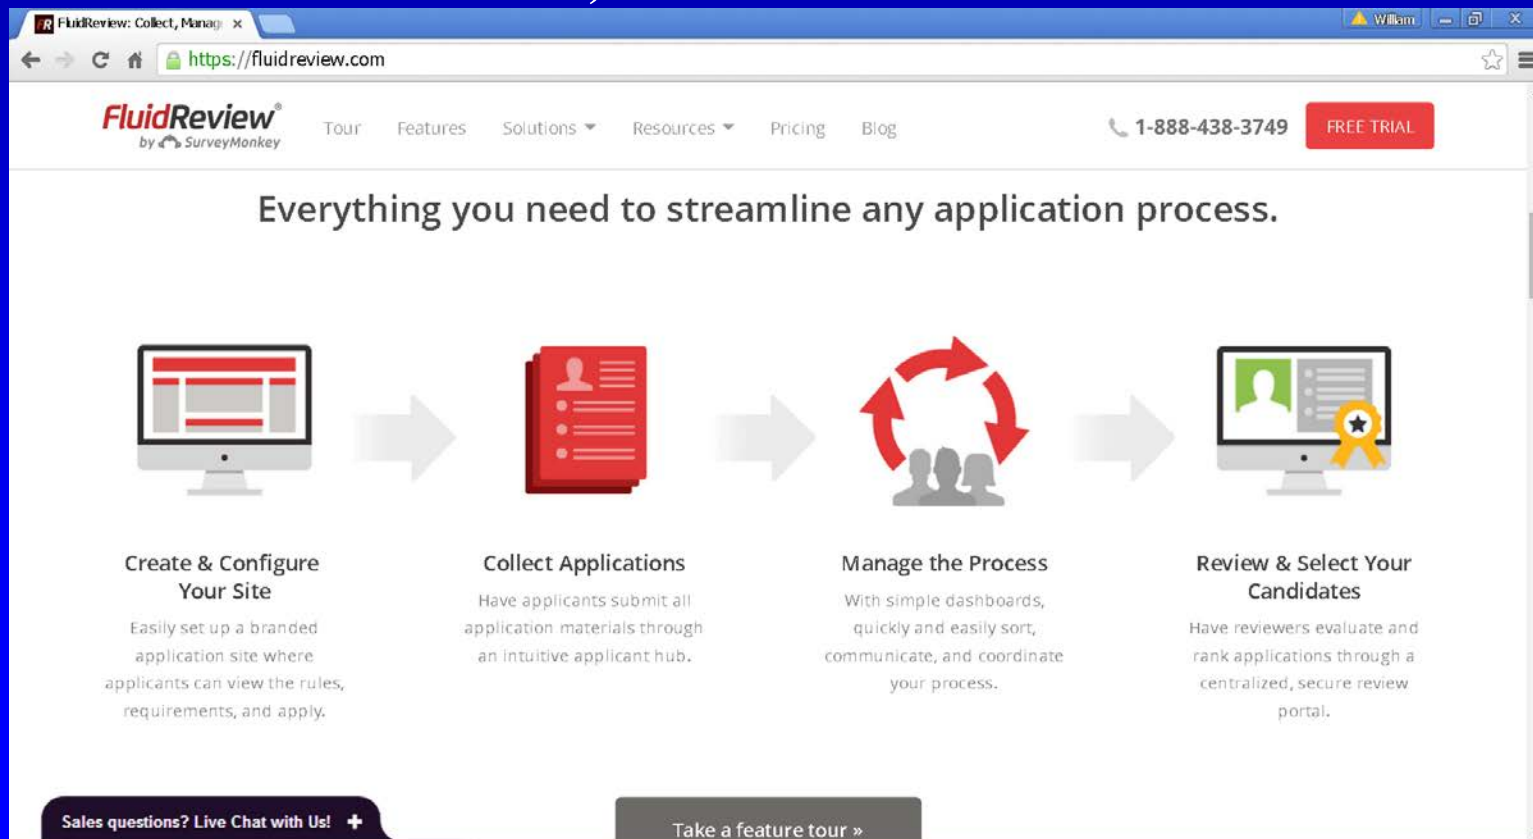 FR FluidReview: Collect, Manag
William
https://fluidreview.com
FluidReview®
by SurveyMonkey
Tour Features Solutions Resources Pricing Blog
1-888-438-3749
FREE TRIAL
Everything you need to streamline any application process.
Create & Configure
Your Site
Easily set up a branded
application site where
applicants can view the rules,
requirements, and apply.
Collect Applications
Have applicants submit all
application materials through
an intuitive applicant hub.
Manage the Process
With simple dashboards,
quickly and easily sort,
communicate, and coordinate
your process.
Review & Select Your
Candidates
Have reviewers evaluate and
rank applications through a
centralized, secure review
portal.
Sales questions? Live Chat with Us! +
Take a feature tour »